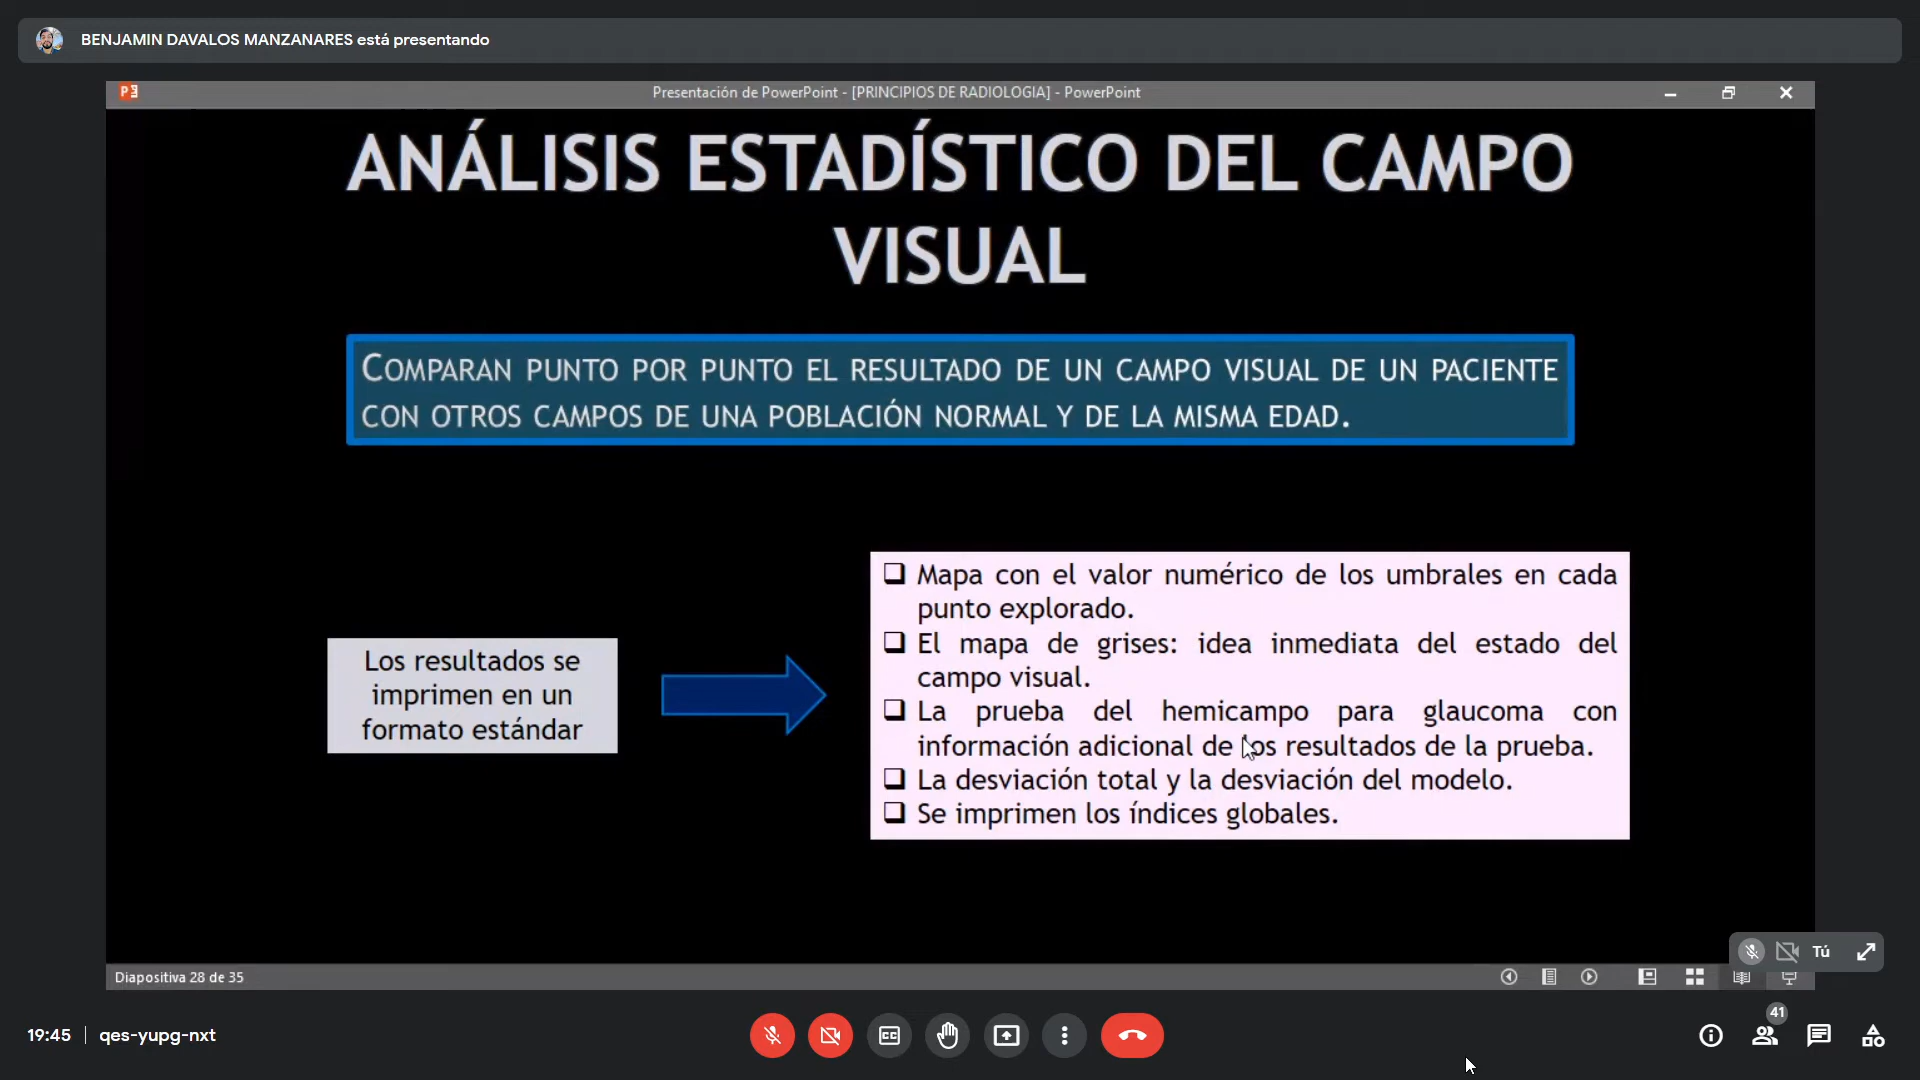 BENJAMIN DAVALOS MANZANARES está presentando
Presentación de PowerPoint - [PRINCIPIOS DE RADIOLOGIA] - PowerPoint
ANÁLISIS ESTADÍSTICO DEL CAMPO
VISUAL
COMPARAN PUNTO POR PUNTO EL RESULTADO DE UN CAMPO VISUAL DE UN PACIENTE
CON OTROS CAMPOS DE UNA POBLACIÓN NORMAL Y DE LA MISMA EDAD.
Los resultados se
imprimen en un
formato estándar
❑ Mapa con el valor numérico de los umbrales en cada
punto explorado.
❑ El mapa de grises: idea inmediata del estado del
campo visual.
❑ La prueba del hemicampo para glaucoma con
información adicional de los resultados de la prueba.
❑ La desviación total y la desviación del modelo.
❑ Se imprimen los índices globales.
Tú
Diapositiva 28 de 35
19:45 | qes-yupg-nxt
CC
41